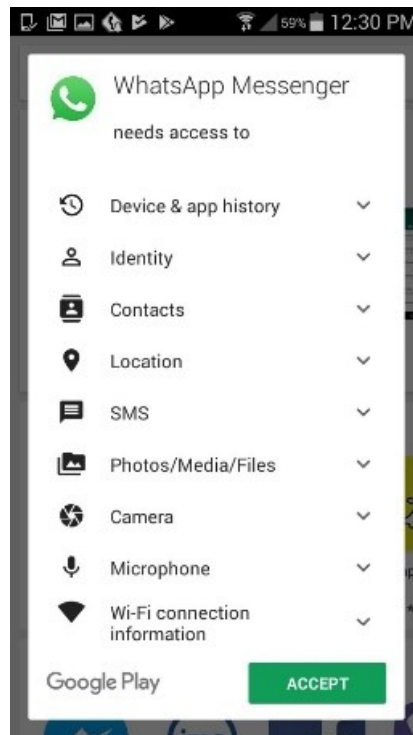 59% 12:30 PM
WhatsApp Messenger
needs access to
Device & app history
Identity
Contacts
Location
SMS
Photos/Media/Files
Camera
Microphone
Wi-Fi connection
information
Google Play
ACCEPT